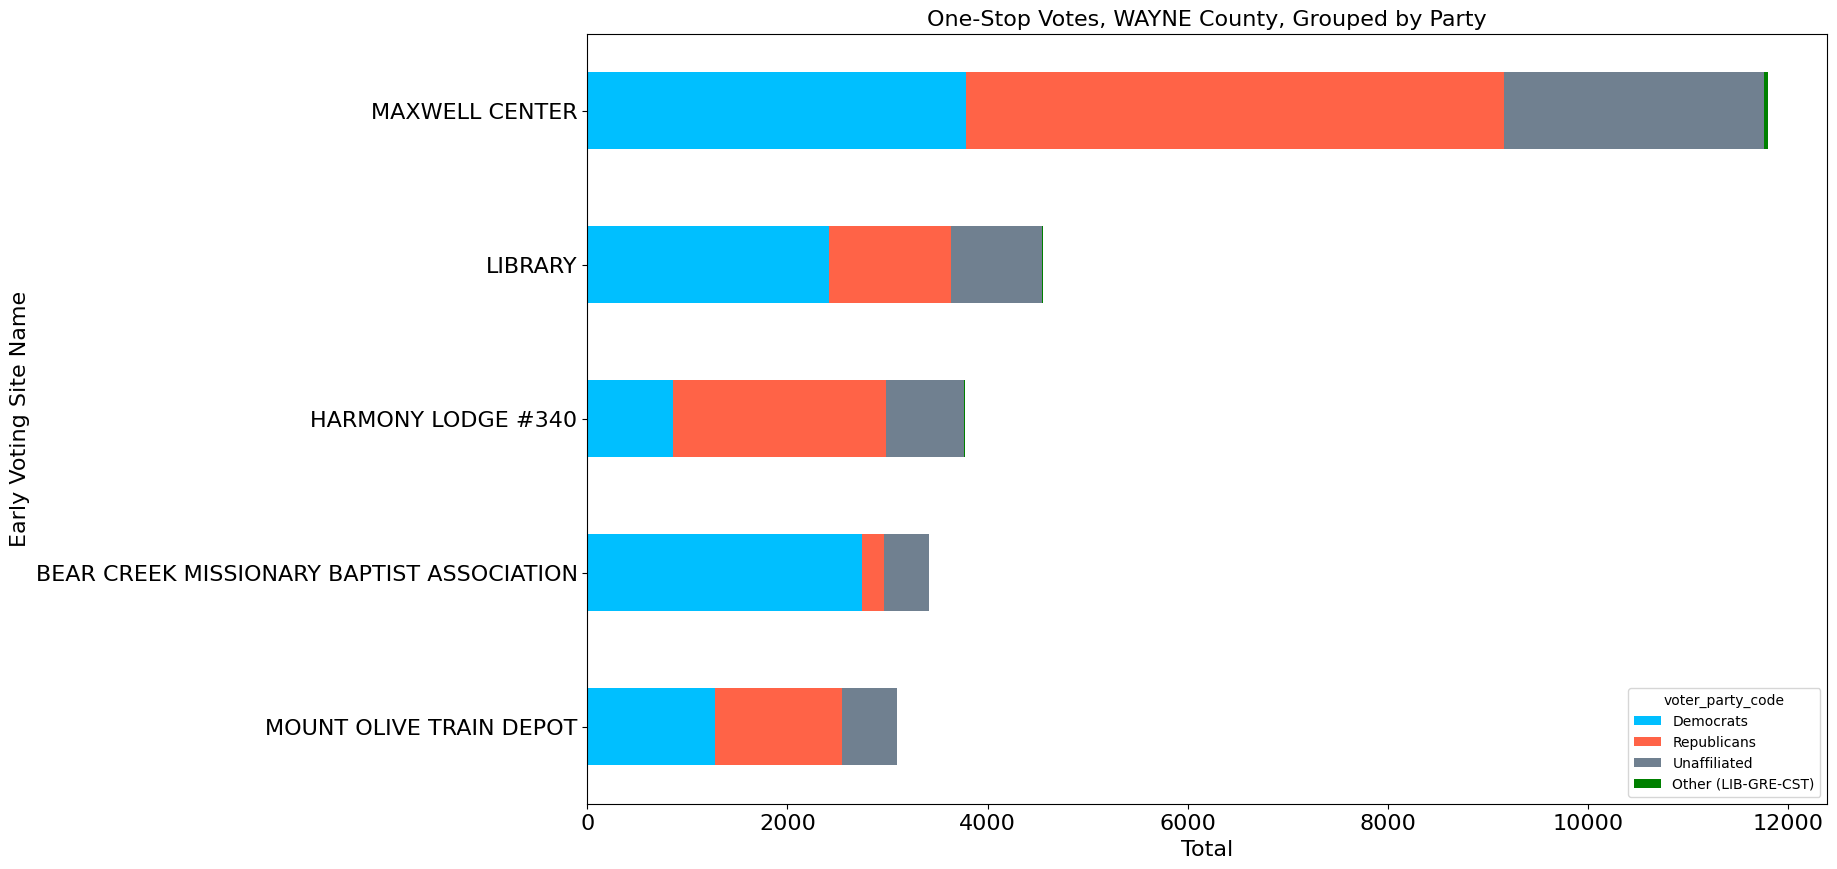 One-Stop Votes, WAYNE County, Grouped by Party
Early Voting Site Name
MAXWELL CENTER
LIBRARY
HARMONY LODGE #340
BEAR CREEK MISSIONARY BAPTIST ASSOCIATION
MOUNT OLIVE TRAIN DEPOT
voter_party_code
Democrats
Republicans
Unaffiliated
Other (LIB-GRE-CST)
0 2000 4000 6000 8000 10000 12000
Total